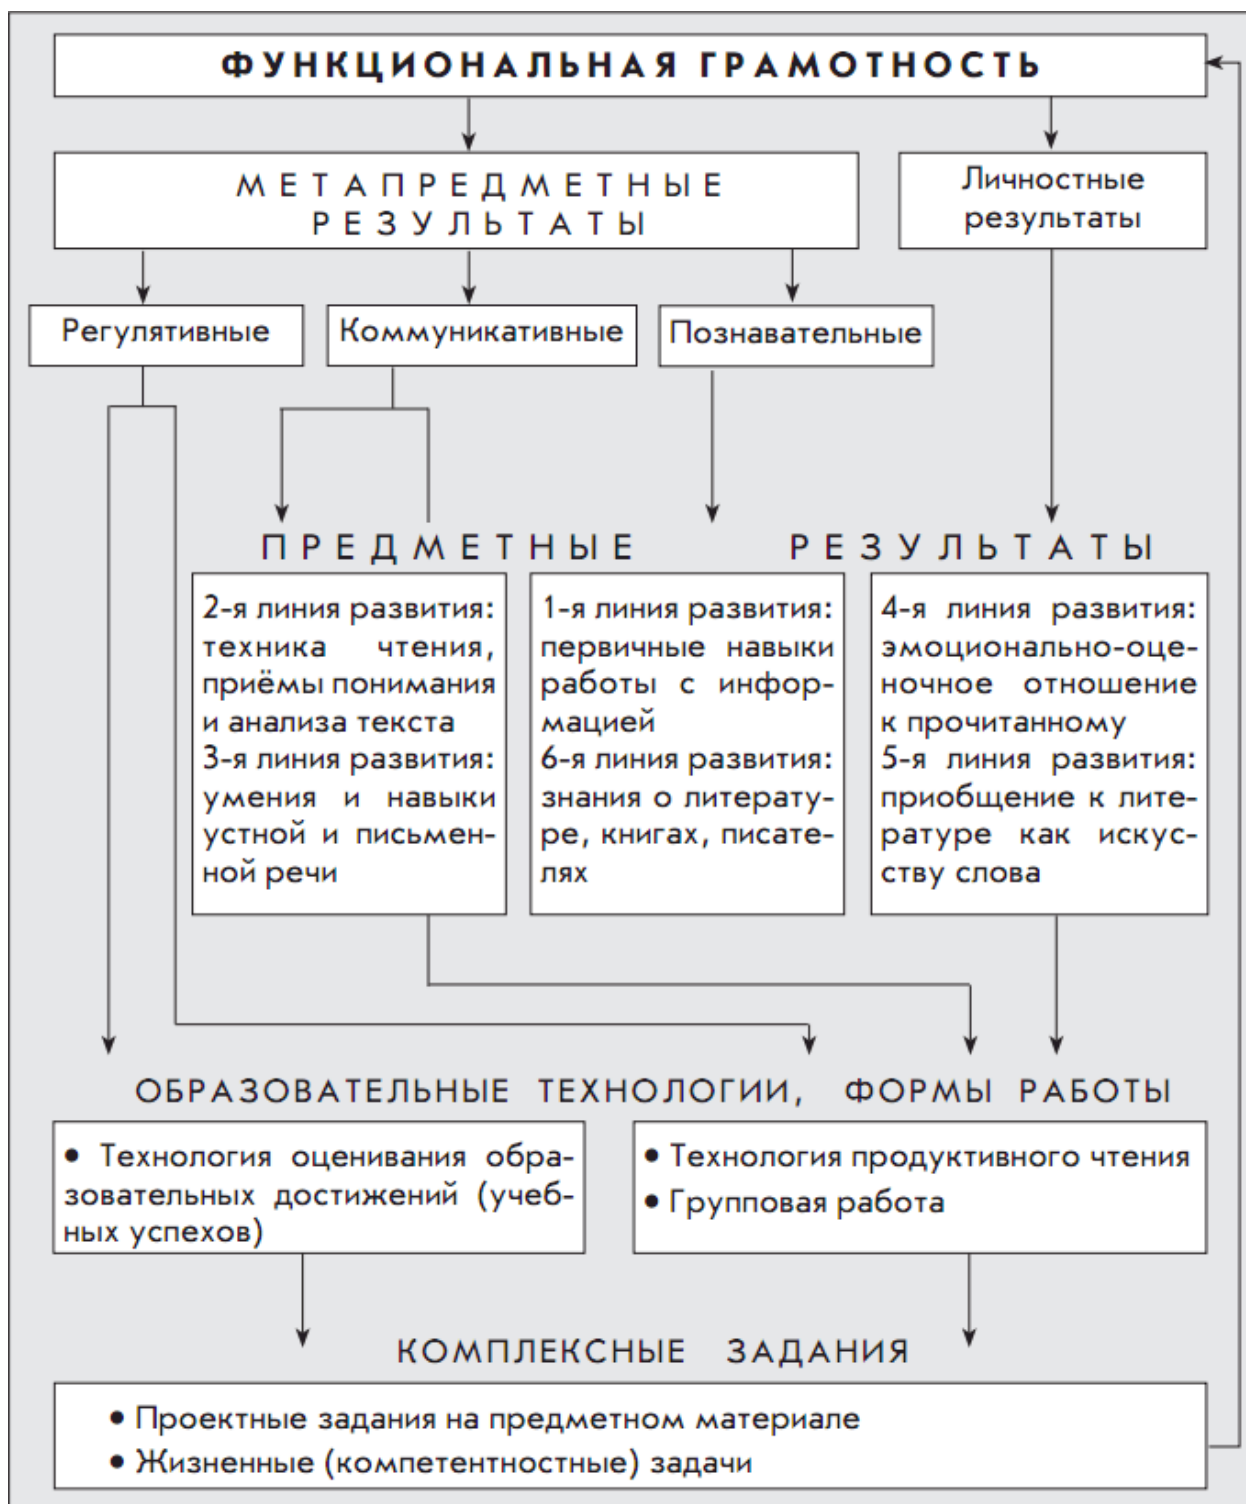 ФУНКЦИОНАЛЬНАЯ ГРАМОТНОСТЬ
МЕТАПРЕДМЕТНЫЕ
РЕЗУЛЬТАТЫ
Личностные
результаты
Регулятивные
Коммуникативные
Познавательные
ПРЕДМЕТНЫЕ РЕЗУЛЬТАТЫ
2-я линия развития:
техника чтения,
приёмы понимания
и анализа текста
3-я линия развития:
умения и навыки
устной и письмен-
ной речи
1-я линия развития:
первичные навыки
работы с инфор-
мацией
6-я линия развития:
знания о литерату-
ре, книгах, писате-
лях
4-я линия развития:
эмоционально-оце-
ночное отношение
к прочитанному
5-я линия развития:
приобщение к лите-
ратуре как искус-
ству слова
ОБРАЗОВАТЕЛЬНЫЕ ТЕХНОЛОГИИ, ФОРМЫ РАБОТЫ
• Технология оценивания обра-
зовательных достижений (учеб-
ных успехов)
• Технология продуктивного чтения
• Групповая работа
КОМПЛЕКСНЫЕ ЗАДАНИЯ
• Проектные задания на предметном материале
• Жизненные (компетентностные) задачи